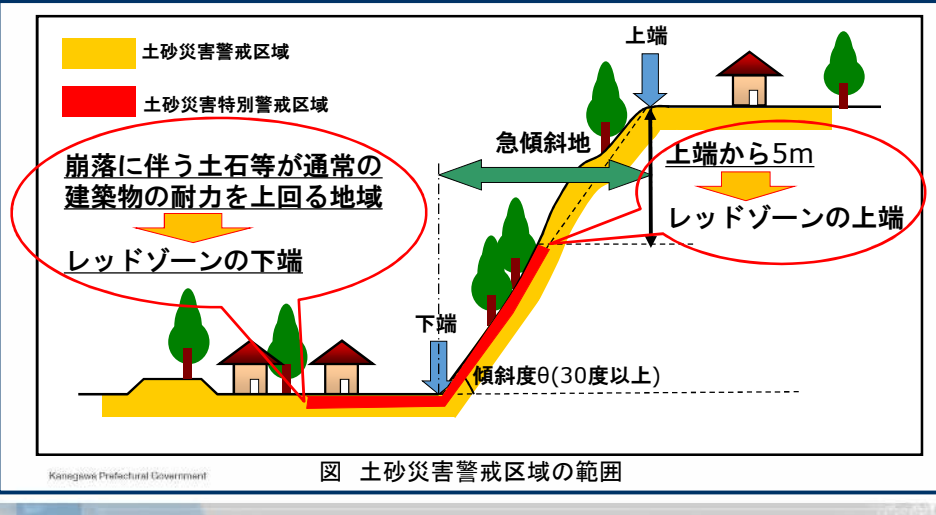 土砂災害警戒区域
土砂災害特別警戒区域
上端
急傾斜地
崩落に伴う土石等が通常の
建築物の耐力を上回る地域
レッドゾーンの下端
上端から5m
レッドゾーンの上端
下端
傾斜度θ(30度以上)
Kanagawa Prefectural Government
図 土砂災害警戒区域の範囲